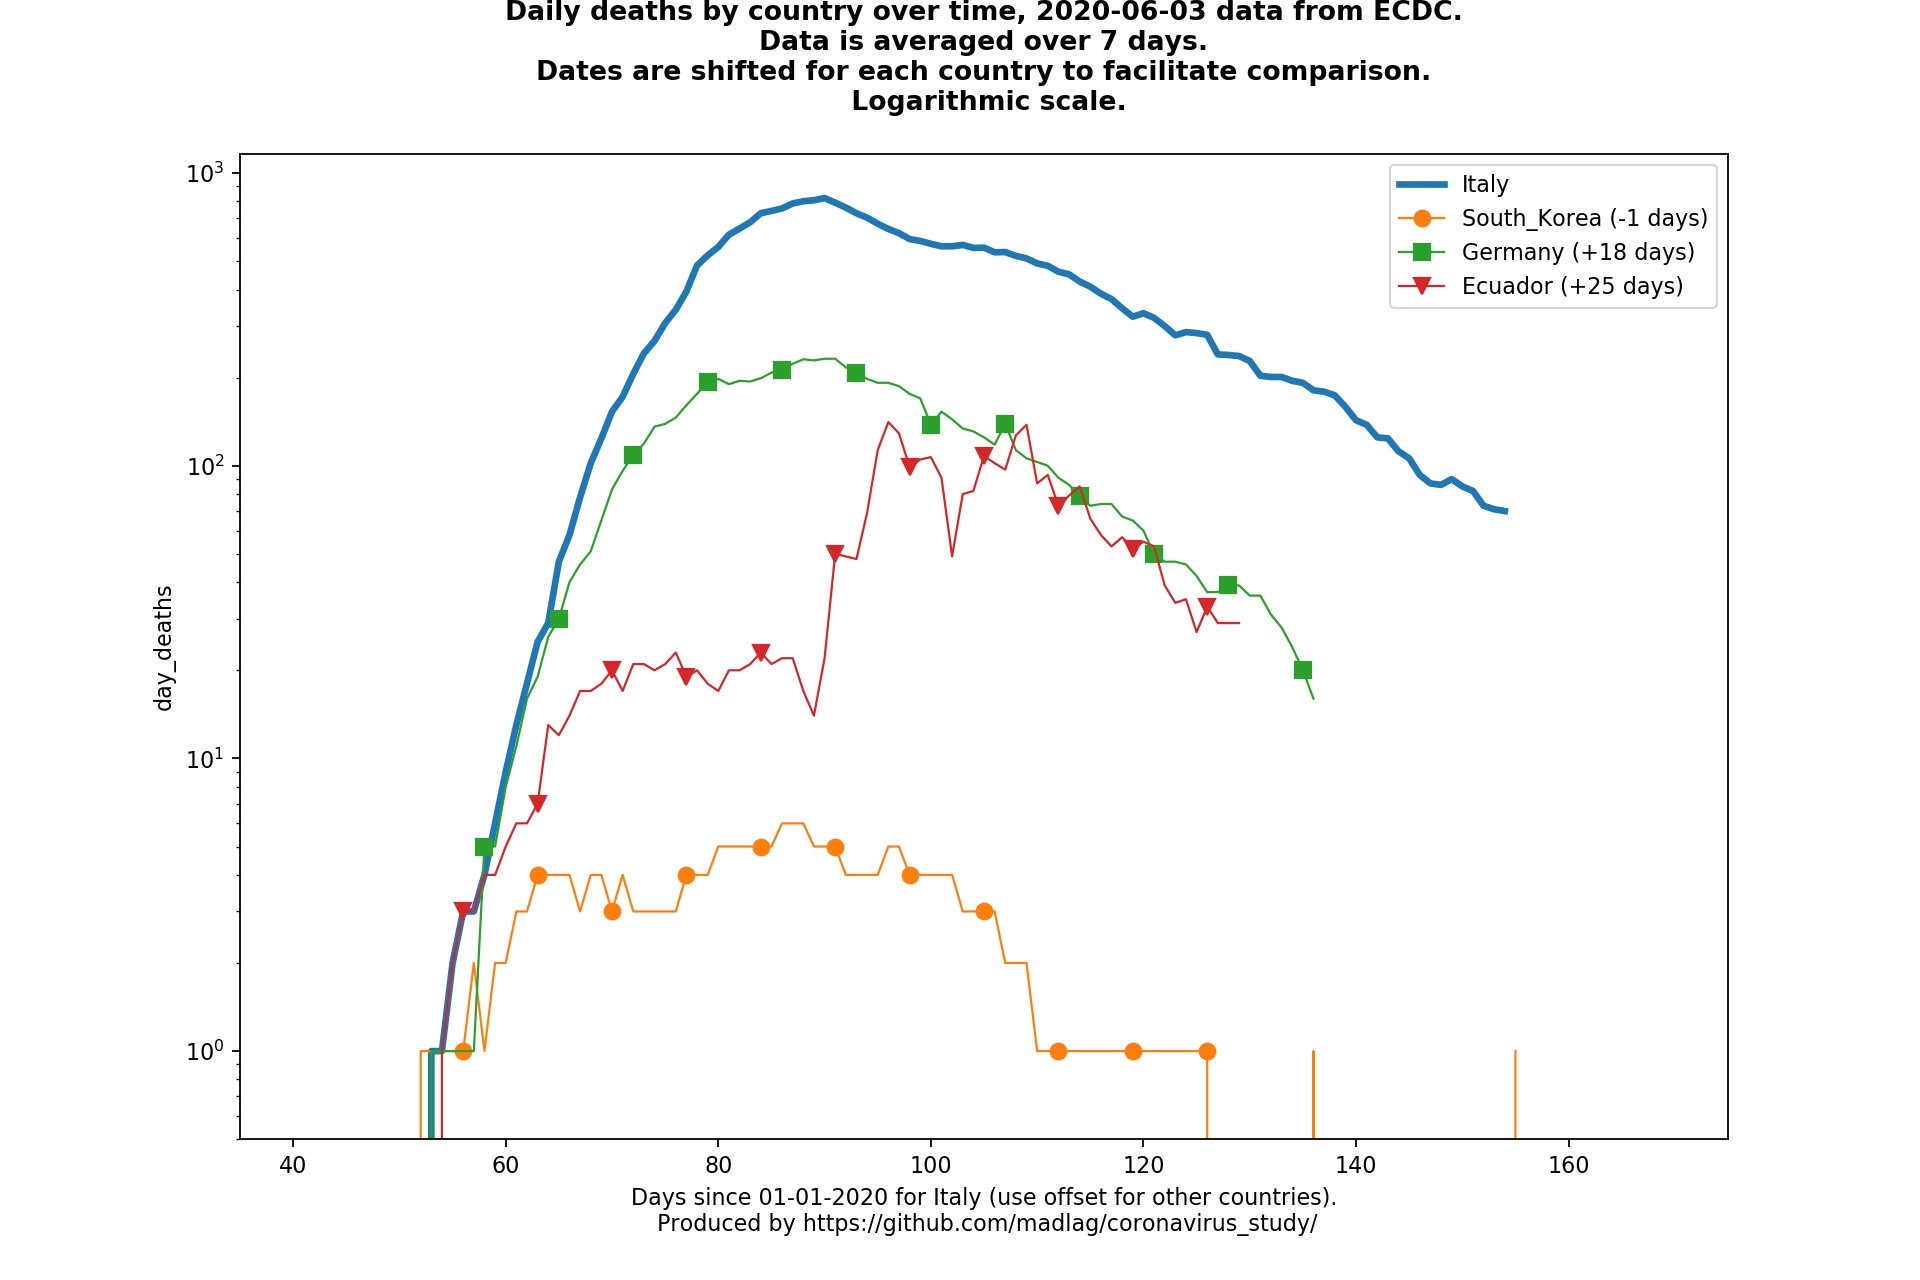 Daily deaths by country over time, 2020-06-03 data from ECDC.
Data is averaged over 7 days.
Dates are shifted for each country to facilitate comparison.
Logarithmic scale.
10³
10²
10¹
10⁰
day_deaths
Italy
South_Korea (-1 days)
Germany (+18 days)
Ecuador (+25 days)
40 60 80 100 120 140 160
Days since 01-01-2020 for Italy (use offset for other countries).
Produced by https://github.com/madlag/coronavirus_study/